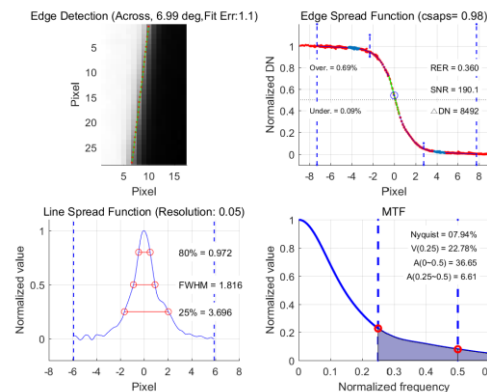 Edge Detection (Across, 6.99 deg,Fit Err:1.1)
5
10
15
20
25
Pixel
5 10 15
Pixel
Edge Spread Function (csaps= 0.98)
1
0.8
0.6
0.4
0.2
0
Normalized DN
Over. = 0.69%
Under. = 0.09%
RER = 0.360
SNR = 190.1
△DN = 8492
-8 -6 -4 -2 0 2 4 6 8
Pixel
Line Spread Function (Resolution: 0.05)
1
0.5
0
Normalized value
80% = 0.972
FWHM = 1.816
25% = 3.696
-8 -6 -4 -2 0 2 4 6 8
Pixel
MTF
1
0.8
0.6
0.4
0.2
0
Normalized value
Nyquist = 07.94%
V(0.25) = 22.78%
A(0~0.5) = 36.65
A(0.25~0.5) = 6.61
0 0.1 0.2 0.3 0.4 0.5
Normalized frequency